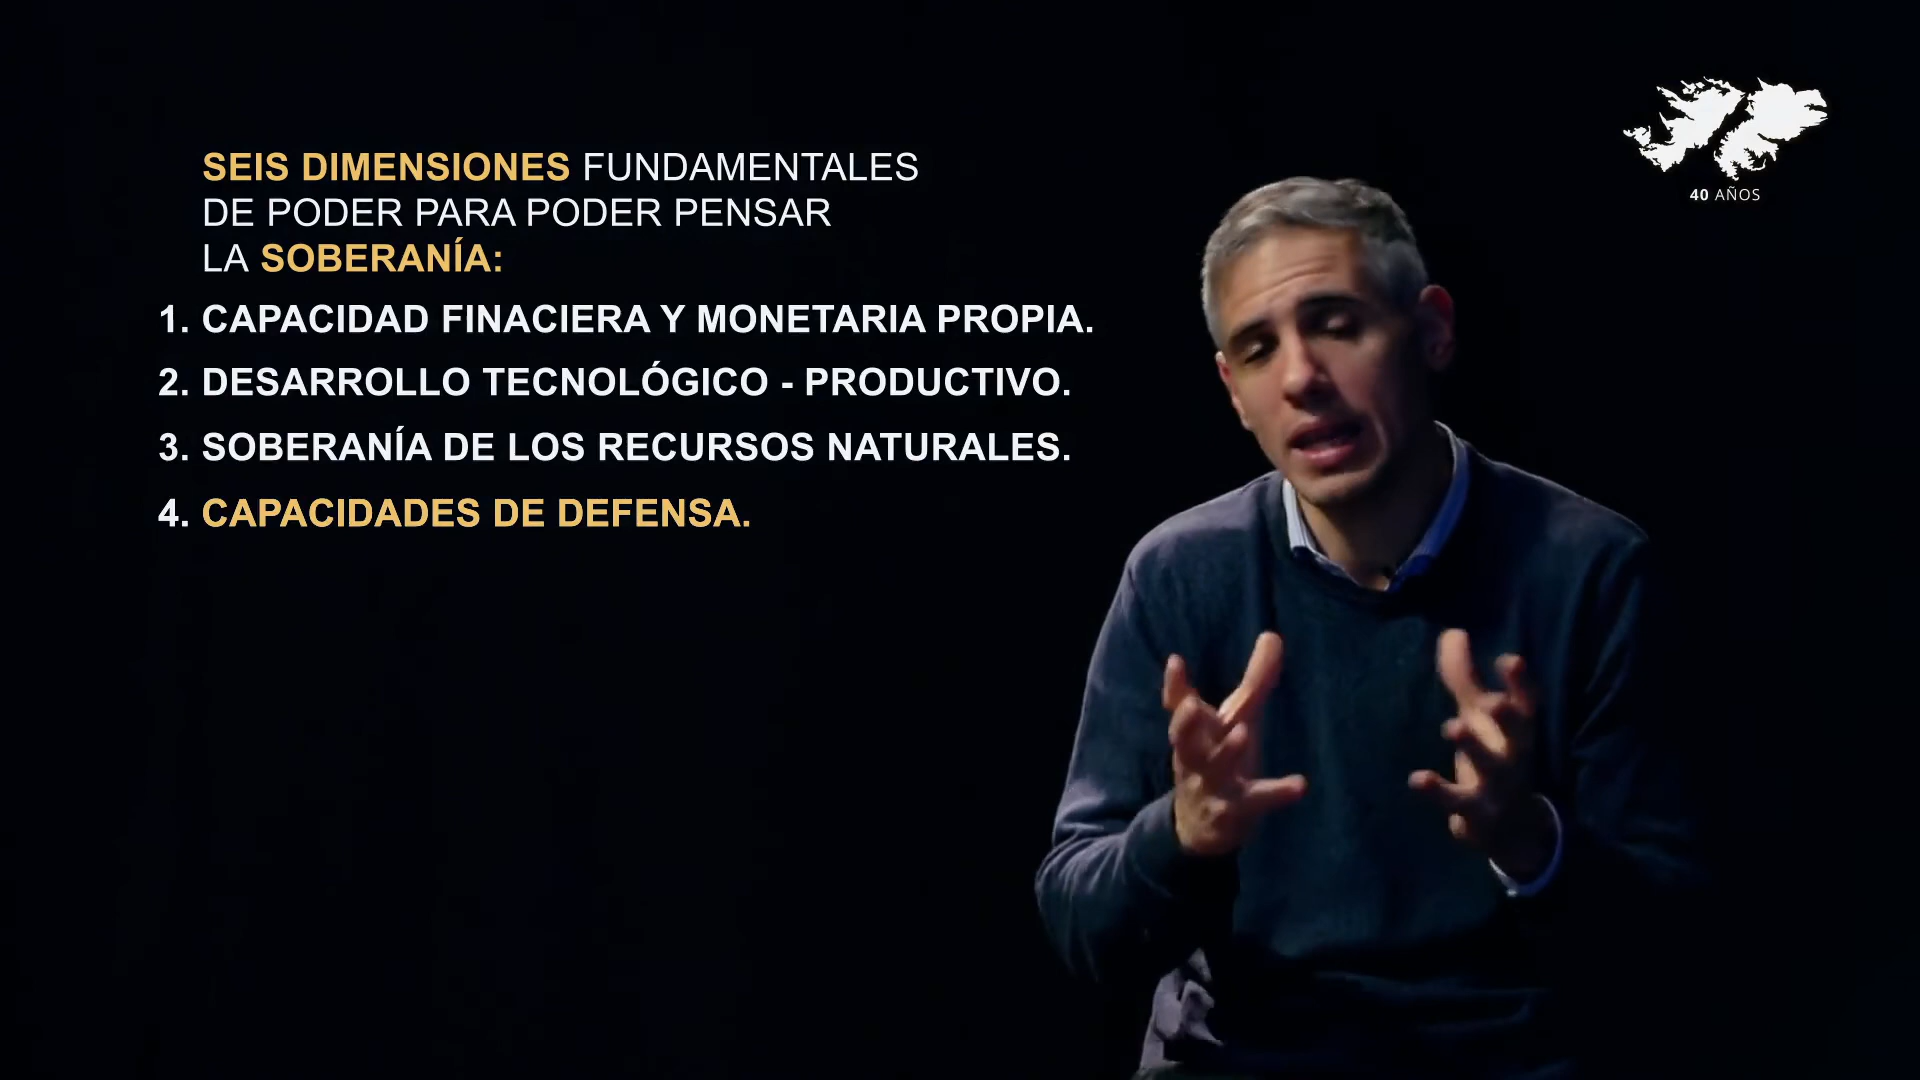 SEIS DIMENSIONES FUNDAMENTALES
DE PODER PARA PODER PENSAR
LA SOBERANÍA:
1. CAPACIDAD FINACIERA Y MONETARIA PROPIA.
2. DESARROLLO TECNOLÓGICO - PRODUCTIVO.
3. SOBERANÍA DE LOS RECURSOS NATURALES.
4. CAPACIDADES DE DEFENSA.
40 AÑOS